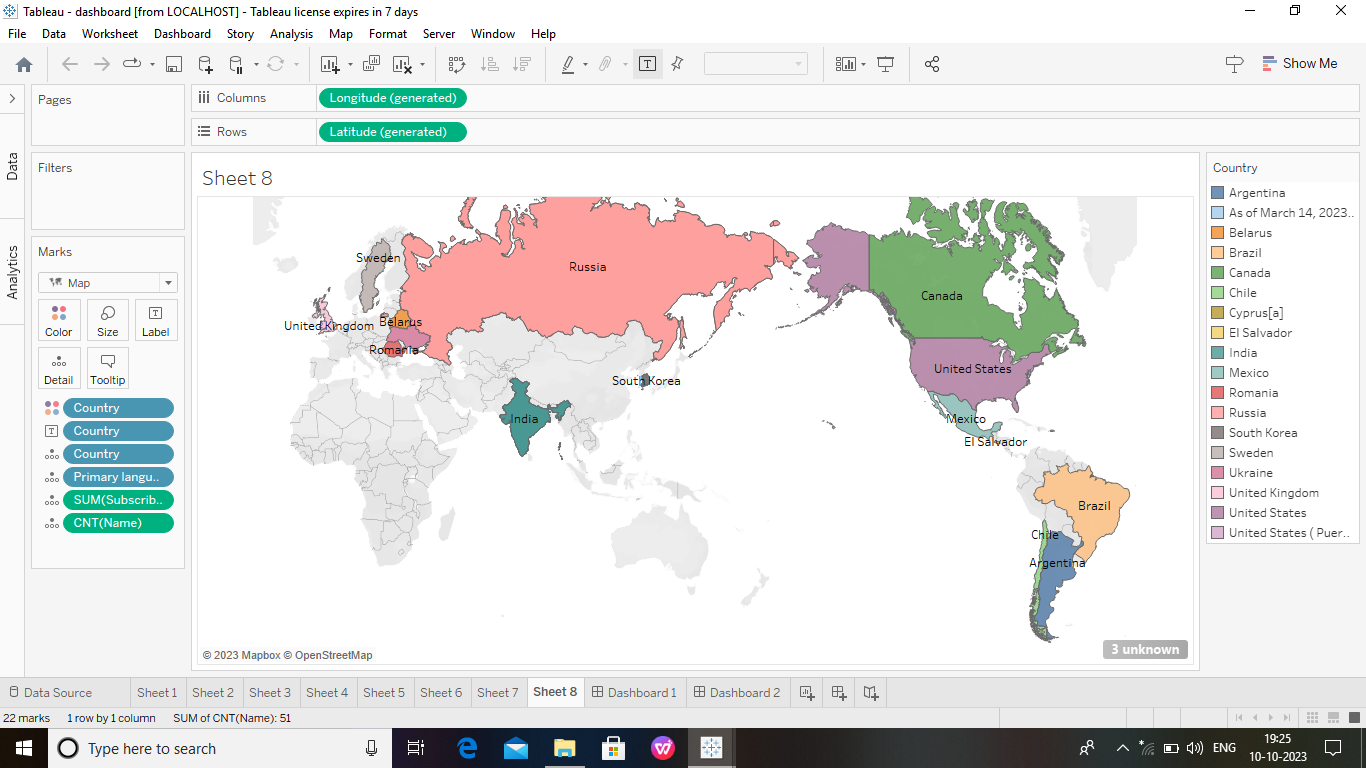 Tableau - dashboard [from LOCALHOST] - Tableau license expires in 7 days
File Data Worksheet Dashboard Story Analysis Map Format Server Window Help
Show Me
Data
Analytics
Pages
Filters
Marks
Map
Color Size Label
Detail Tooltip
Country
Country
Country
Primary langu..
SUM(Subscrib..
CNT(Name)
Columns Longitude (generated)
Rows Latitude (generated)
Sheet 8
Sweden
Russia
United Kingdom
Belarus
Romania
South Korea
India
Canada
United States
Mexico
El Salvador
Brazil
Chile
Argentina
© 2023 Mapbox © OpenStreetMap
3 unknown
Country
Argentina
As of March 14, 2023..
Belarus
Brazil
Canada
Chile
Cyprus[a]
El Salvador
India
Mexico
Romania
Russia
South Korea
Sweden
Ukraine
United Kingdom
United States
United States ( Puer..
Data Source Sheet 1 Sheet 2 Sheet 3 Sheet 4 Sheet 5 Sheet 6 Sheet 7 Sheet 8 Dashboard 1 Dashboard 2
22 marks 1 row by 1 column SUM of CNT(Name): 51
Type here to search
ENG
19:25
10-10-2023